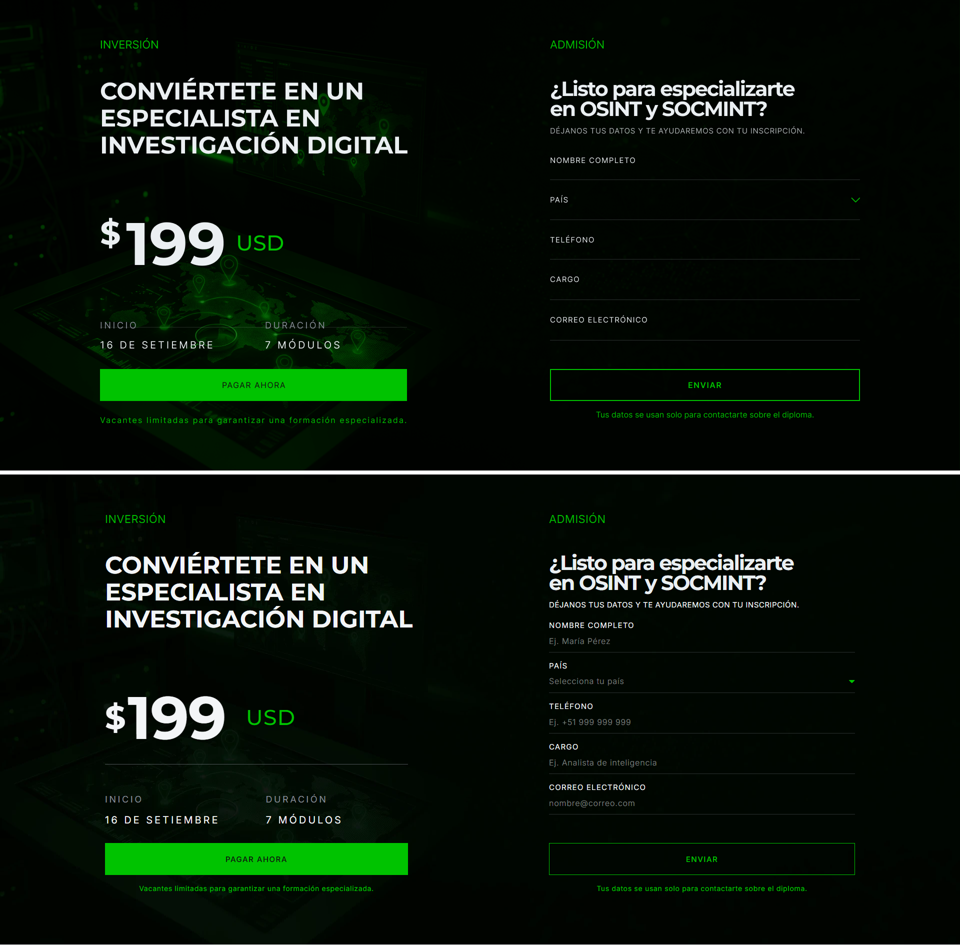 INVERSIÓN
CONVIÉRTETE EN UN
ESPECIALISTA EN
INVESTIGACIÓN DIGITAL
$199 USD
INICIO
16 DE SETIEMBRE
DURACIÓN
7 MÓDULOS
PAGAR AHORA
Vacantes limitadas para garantizar una formación especializada.
ADMISIÓN
¿Listo para especializarte
en OSINT y SOCMINT?
DÉJANOS TUS DATOS Y TE AYUDAREMOS CON TU INSCRIPCIÓN.
NOMBRE COMPLETO
PAÍS
TELÉFONO
CARGO
CORREO ELECTRÓNICO
ENVIAR
Tus datos se usan solo para contactarte sobre el diploma.
INVERSIÓN
CONVIÉRTETE EN UN
ESPECIALISTA EN
INVESTIGACIÓN DIGITAL
$199 USD
INICIO
16 DE SETIEMBRE
DURACIÓN
7 MÓDULOS
PAGAR AHORA
Vacantes limitadas para garantizar una formación especializada.
ADMISIÓN
¿Listo para especializarte
en OSINT y SOCMINT?
DÉJANOS TUS DATOS Y TE AYUDAREMOS CON TU INSCRIPCIÓN.
NOMBRE COMPLETO
Ej. María Pérez
PAÍS
Selecciona tu país
TELÉFONO
Ej. +51 999 999 999
CARGO
Ej. Analista de inteligencia
CORREO ELECTRÓNICO
nombre@correo.com
ENVIAR
Tus datos se usan solo para contactarte sobre el diploma.